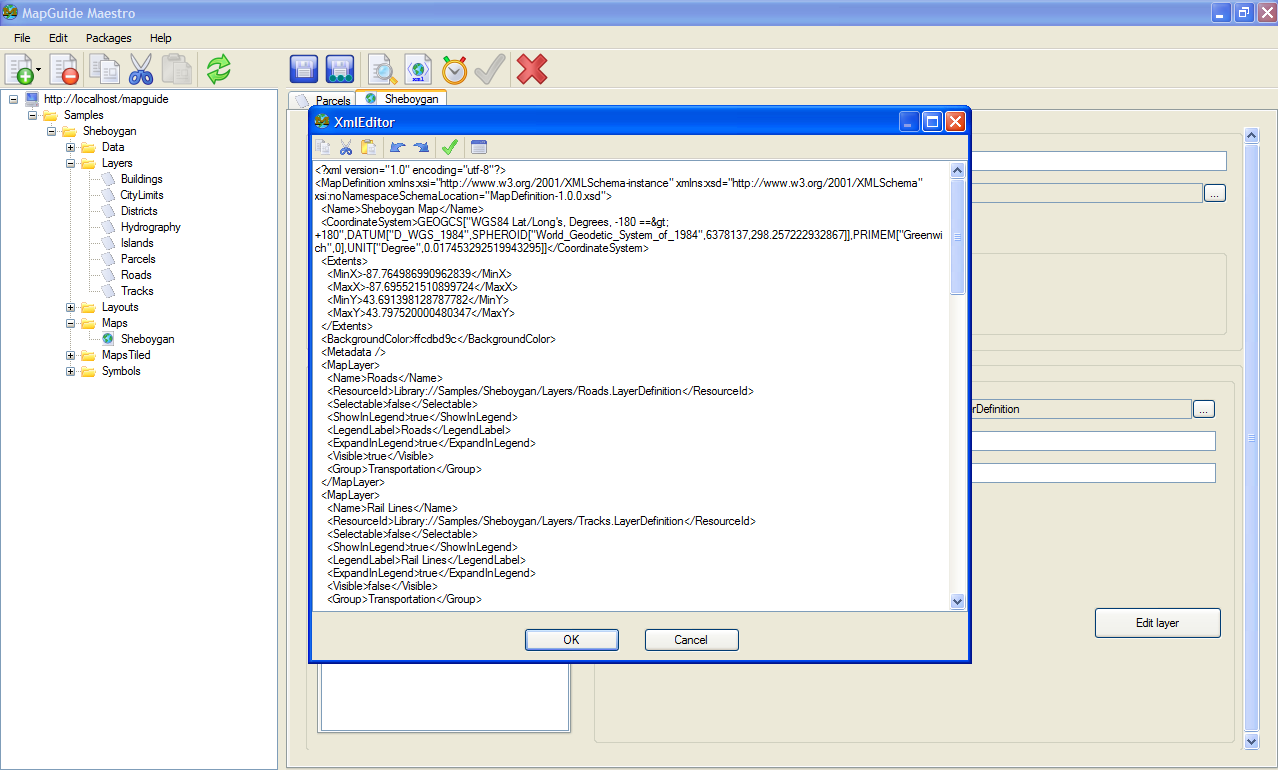 MapGuide Maestro
File Edit Packages Help
xml
http://localhost/mapguide
Samples
Sheboygan
Data
Layers
Buildings
CityLimits
Districts
Hydrography
Islands
Parcels
Roads
Tracks
Layouts
Maps
Sheboygan
MapsTiled
Symbols
Parcels Sheboygan
XmlEditor
<?xml version="1.0" encoding="utf-8"?>
<MapDefinition xmlns:xsi="http://www.w3.org/2001/XMLSchema-instance" xmlns:xsd="http://www.w3.org/2001/XMLSchema"
xsi:noNamespaceSchemaLocation="MapDefinition-1.0.0.xsd">
<Name>Sheboygan Map</Name>
<CoordinateSystem>GEOGCS["WGS84 Lat/Long's, Degrees, -180 ==&gt;
+180",DATUM["D_WGS_1984",SPHEROID["World_Geodetic_System_of_1984",6378137,298.257222932867]],PRIMEM["Greenwi
ch",0],UNIT["Degree",0.017453292519943295]]</CoordinateSystem>
<Extents>
<MinX>-87.764986990962839</MinX>
<MaxX>-87.695521510899724</MaxX>
<MinY>43.691398128787782</MinY>
<MaxY>43.797520000480347</MaxY>
</Extents>
<BackgroundColor>ffcdbd9c</BackgroundColor>
<Metadata />
<MapLayer>
<Name>Roads</Name>
<ResourceId>Library://Samples/Sheboygan/Layers/Roads.LayerDefinition</ResourceId>
<Selectable>false</Selectable>
<ShowInLegend>true</ShowInLegend>
<LegendLabel>Roads</LegendLabel>
<ExpandInLegend>true</ExpandInLegend>
<Visible>true</Visible>
<Group>Transportation</Group>
</MapLayer>
<MapLayer>
<Name>Rail Lines</Name>
<ResourceId>Library://Samples/Sheboygan/Layers/Tracks.LayerDefinition</ResourceId>
<Selectable>false</Selectable>
<ShowInLegend>true</ShowInLegend>
<LegendLabel>Rail Lines</LegendLabel>
<ExpandInLegend>true</ExpandInLegend>
<Visible>false</Visible>
<Group>Transportation</Group>
OK Cancel
...
erDefinition ...
Edit layer